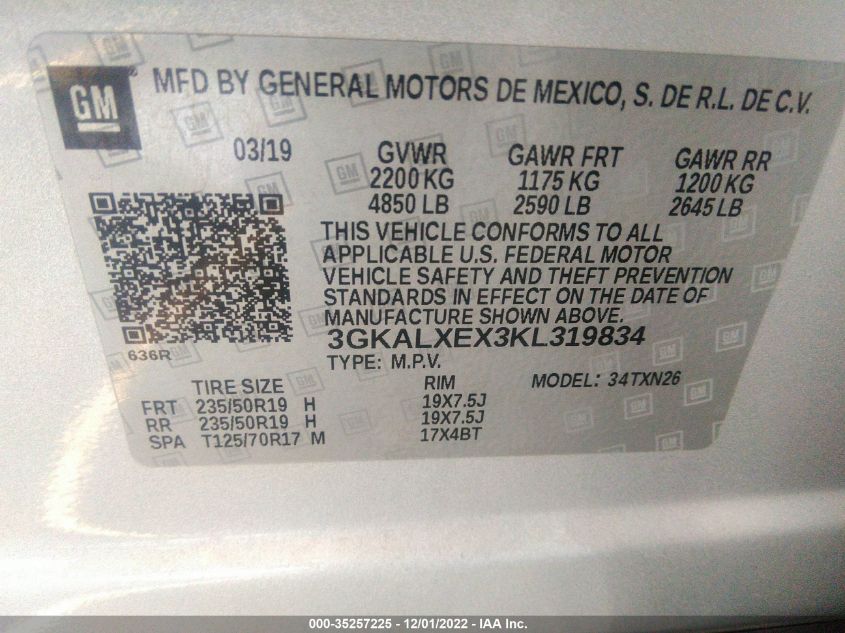 GM
MFD BY GENERAL MOTORS DE MEXICO, S. DE R.L. DE C.V.
03/19 GVWR GAWR FRT GAWR RR
2200 KG 1175 KG 1200 KG
4850 LB 2590 LB 2645 LB
THIS VEHICLE CONFORMS TO ALL
APPLICABLE U.S. FEDERAL MOTOR
VEHICLE SAFETY AND THEFT PREVENTION
STANDARDS IN EFFECT ON THE DATE OF
MANUFACTURE SHOWN ABOVE.
636R
3GKALXEX3KL319834
TYPE: M.P.V.
TIRE SIZE RIM MODEL: 34TXN26
FRT 235/50R19 H 19X7.5J
RR 235/50R19 H 19X7.5J
SPA T125/70R17 M 17X4BT
000-35257225 - 12/01/2022 - IAA Inc.